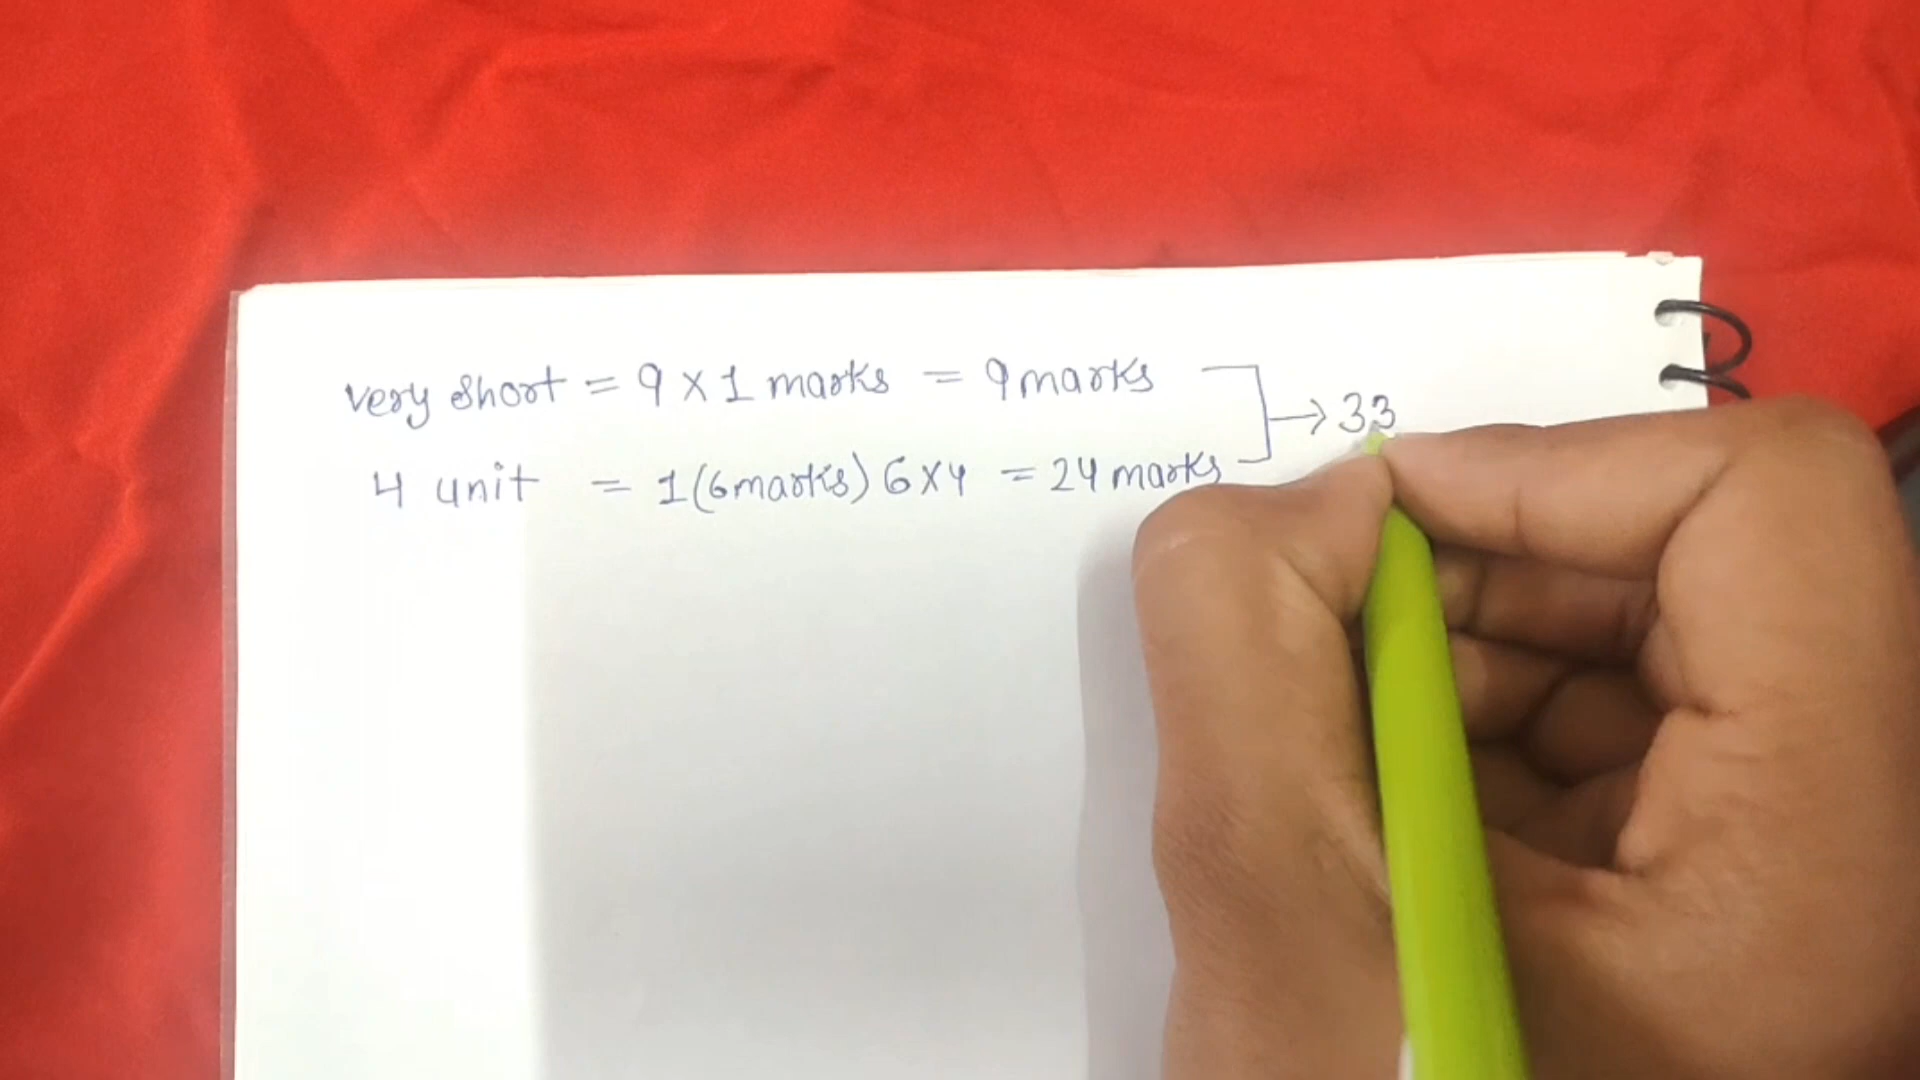 very short = 9 x 1 marks = 9 marks
→ 33
4 unit = 1 (6 marks) 6x4 = 24 marks